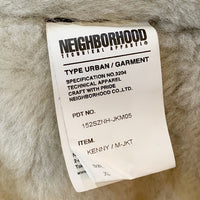 NEIGHBORHOOD
TECHNICAL APPAREL
TYPE URBAN / GARMENT
SPECIFICATION NO.9294
TECHNICAL APPAREL
CRAFT WITH PRIDE
NEIGHBORHOOD CO.,LTD.
PDT NO.
152SZNH-JKM05
ITEM.
KENNY / M-JKT